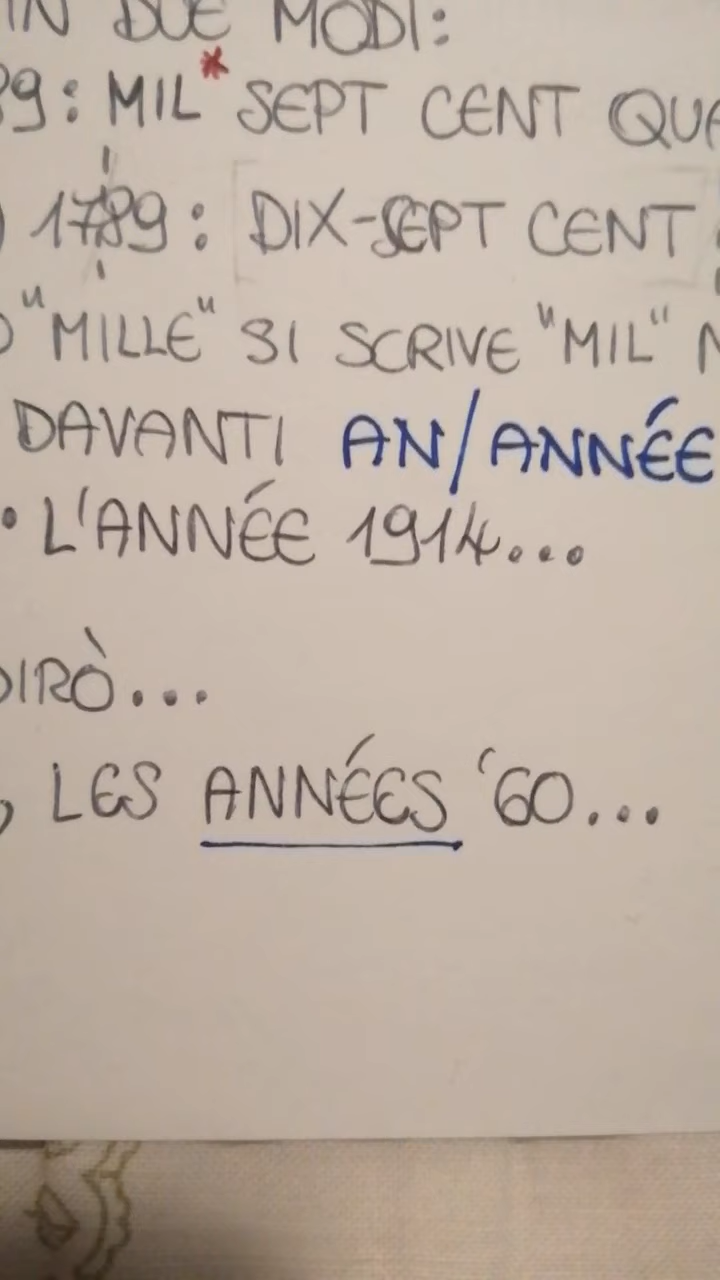 IN DUE MODI:
89: MIL* SEPT CENT QUA
) 1789: DIX-SEPT CENT
"MILLE" SI SCRIVE "MIL" N
DAVANTI AN/ANNÉE
• L'ANNÉE 1914...
DIRÒ...
, LES ANNÉES '60...